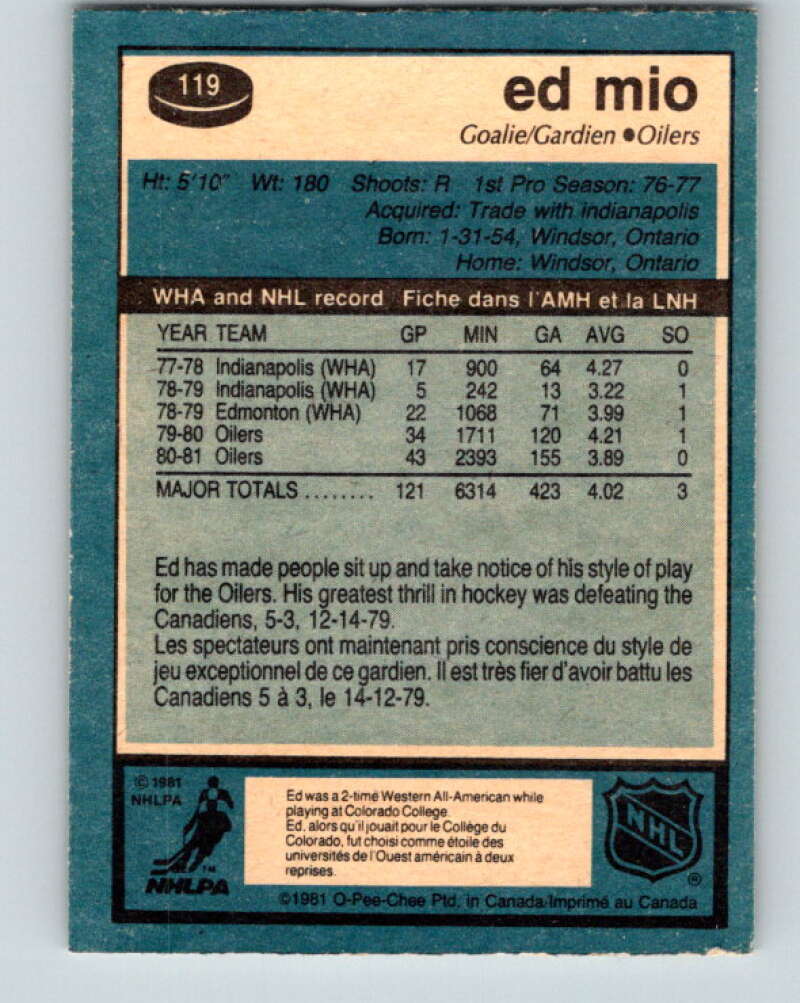 119
ed mio
Goalie/Gardien ●Oilers
Ht: 5'10" Wt: 180 Shoots: R 1st Pro Season: 76-77
Acquired: Trade with indianapolis
Born: 1-31-54, Windsor, Ontario
Home: Windsor, Ontario
WHA and NHL record Fiche dans l'AMH et la LNH
YEAR TEAM GP MIN GA AVG SO
77-78 Indianapolis (WHA) 17 900 64 4.27 0
78-79 Indianapolis (WHA) 5 242 13 3.22 1
78-79 Edmonton (WHA) 22 1068 71 3.99 1
79-80 Oilers 34 1711 120 4.21 1
80-81 Oilers 43 2393 155 3.89 0
MAJOR TOTALS ........ 121 6314 423 4.02 3
Ed has made people sit up and take notice of his style of play
for the Oilers. His greatest thrill in hockey was defeating the
Canadiens, 5-3, 12-14-79.
Les spectateurs ont maintenant pris conscience du style de
jeu exceptionnel de ce gardien. Il est très fier d'avoir battu les
Canadiens 5 à 3, le 14-12-79.
© 1981
NHLPA
TM
NHLPA
Ed was a 2-time Western All-American while
playing at Colorado College.
Ed, alors qu'il jouait pour le Collège du
Colorado, fut choisi comme étoile des
universités de l'Ouest américain à deux
reprises.
NHL
®
©1981 O-Pee-Chee Ptd. in Canada-Imprimé au Canada